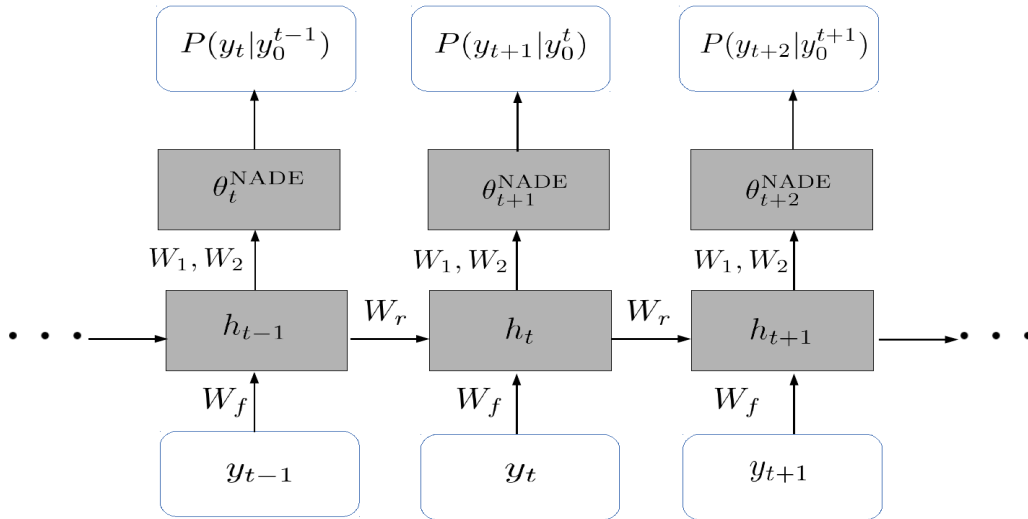 P(y_t|y_0^{t-1}) P(y_{t+1}|y_0^t) P(y_{t+2}|y_0^{t+1})
θ_t^{NADE} θ_{t+1}^{NADE} θ_{t+2}^{NADE}
W_1, W_2 W_1, W_2 W_1, W_2
W_r W_r
• • • h_{t-1} h_t h_{t+1} • • •
W_f W_f W_f
y_{t-1} y_t y_{t+1}